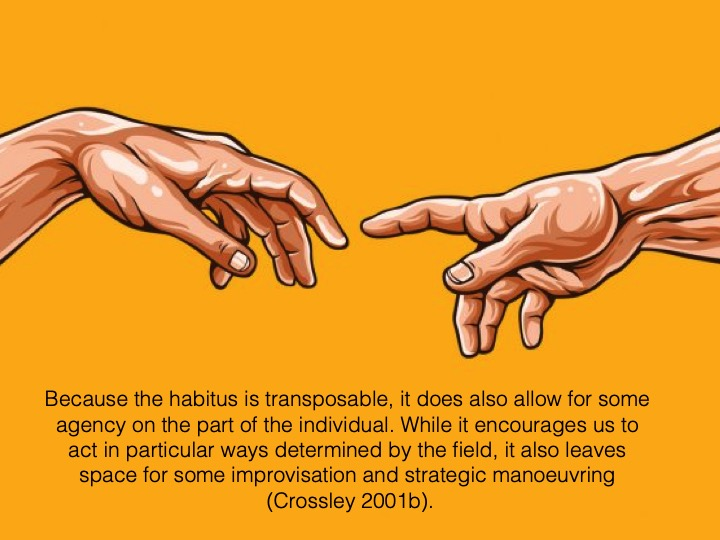 Because the habitus is transposable, it does also allow for some
agency on the part of the individual. While it encourages us to
act in particular ways determined by the field, it also leaves
space for some improvisation and strategic manoeuvring
(Crossley 2001b).